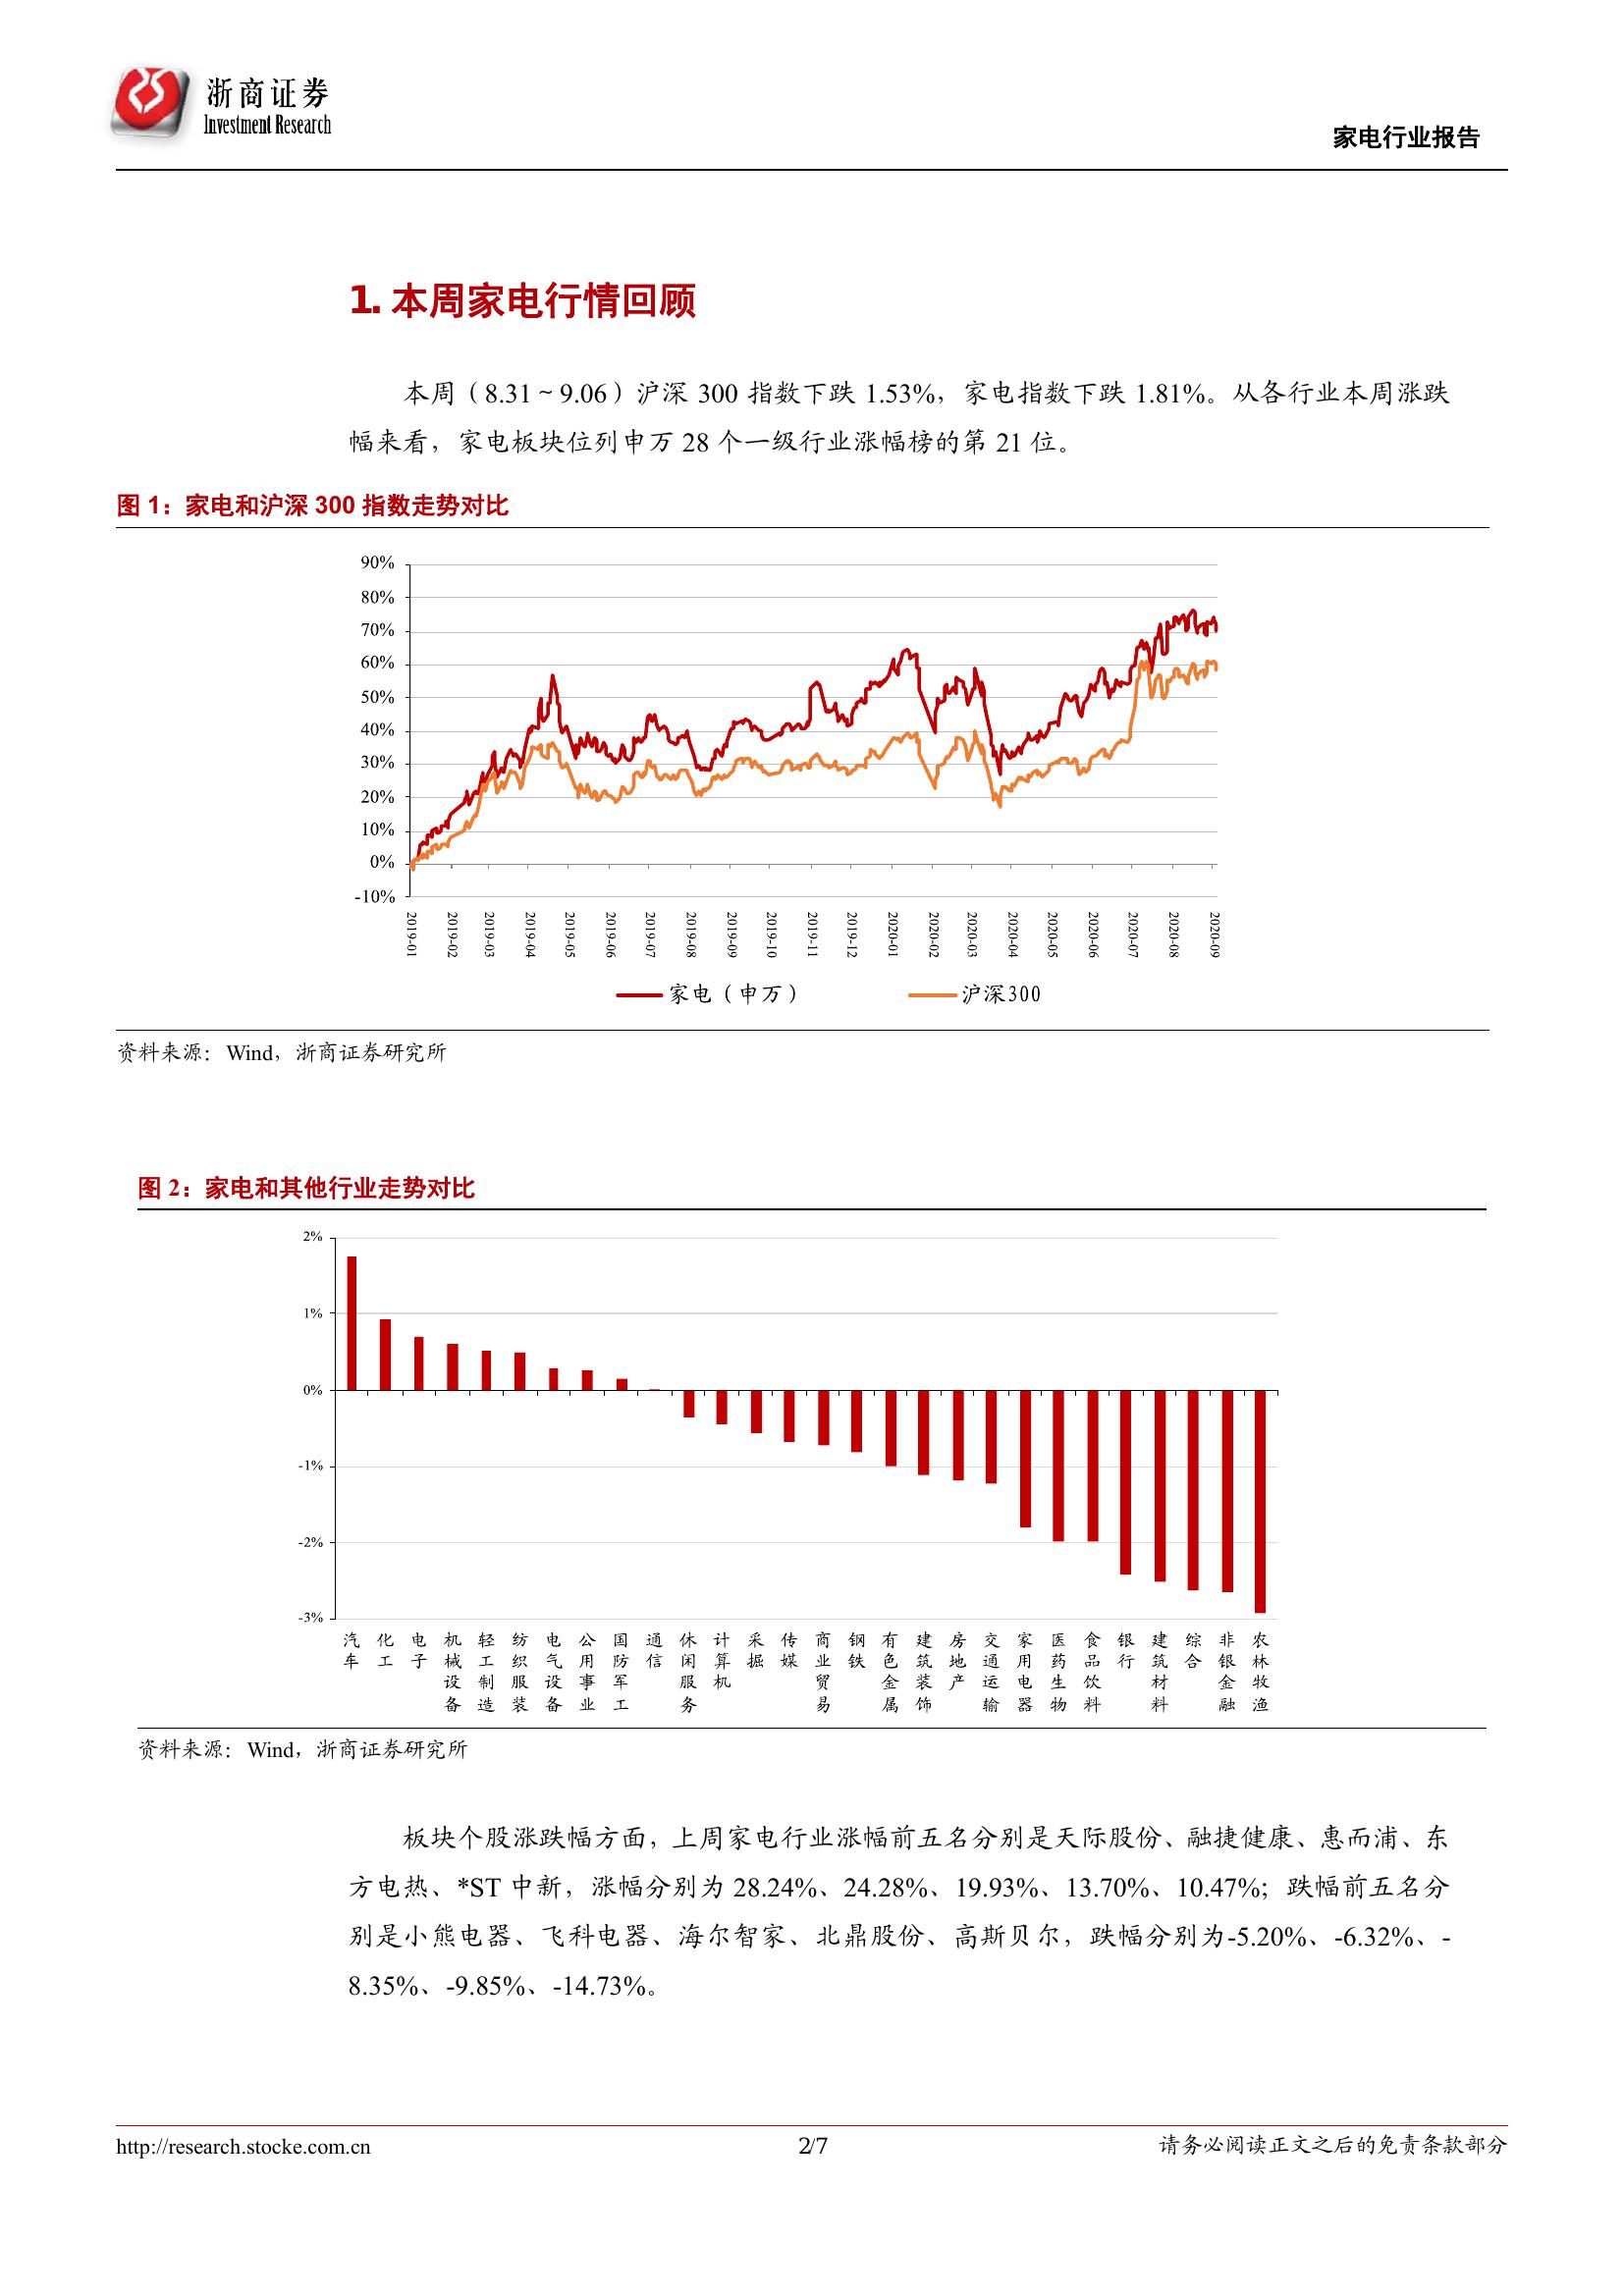 浙商证券
Investment Research
家电行业报告
1. 本周家电行情回顾
本周（8.31～9.06）沪深 300 指数下跌 1.53%，家电指数下跌 1.81%。从各行业本周涨跌
幅来看，家电板块位列申万 28 个一级行业涨幅榜的第 21 位。
图 1：家电和沪深 300 指数走势对比
90%
80%
70%
60%
50%
40%
30%
20%
10%
0%
-10%
2019-01
2019-02
2019-03
2019-04
2019-05
2019-06
2019-07
2019-08
2019-09
2019-10
2019-11
2019-12
2020-01
2020-02
2020-03
2020-04
2020-05
2020-06
2020-07
2020-08
2020-09
家电（申万） 沪深300
资料来源：Wind，浙商证券研究所
图 2：家电和其他行业走势对比
2%
1%
0%
-1%
-2%
-3%
汽车
化工
电子
机械设备
轻工制造
纺织服装
电气设备
公用事业
国防军工
通信
休闲服务
计算机
采掘
传媒
商业贸易
钢铁
有色金属
建筑装饰
房地产
交通运输
家用电器
医药生物
食品饮料
银行
建筑材料
综合
非银金融
农林牧渔
资料来源：Wind，浙商证券研究所
板块个股涨跌幅方面，上周家电行业涨幅前五名分别是天际股份、融捷健康、惠而浦、东
方电热、*ST 中新，涨幅分别为 28.24%、24.28%、19.93%、13.70%、10.47%；跌幅前五名分
别是小熊电器、飞科电器、海尔智家、北鼎股份、高斯贝尔，跌幅分别为-5.20%、-6.32%、-
8.35%、-9.85%、-14.73%。
http://research.stocke.com.cn
2/7
请务必阅读正文之后的免责条款部分